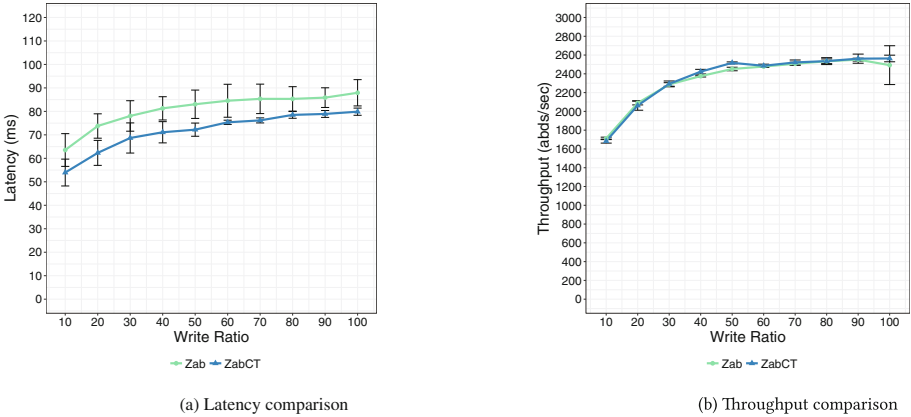 120
110
100
90
80
70
60
50
40
30
20
10
0
Latency (ms)
10 20 30 40 50 60 70 80 90 100
Write Ratio
Zab ZabCT
(a) Latency comparison
3000
2800
2600
2400
2200
2000
1800
1600
1400
1200
1000
800
600
400
200
0
Throughput (abds/sec)
10 20 30 40 50 60 70 80 90 100
Write Ratio
Zab ZabCT
(b) Throughput comparison